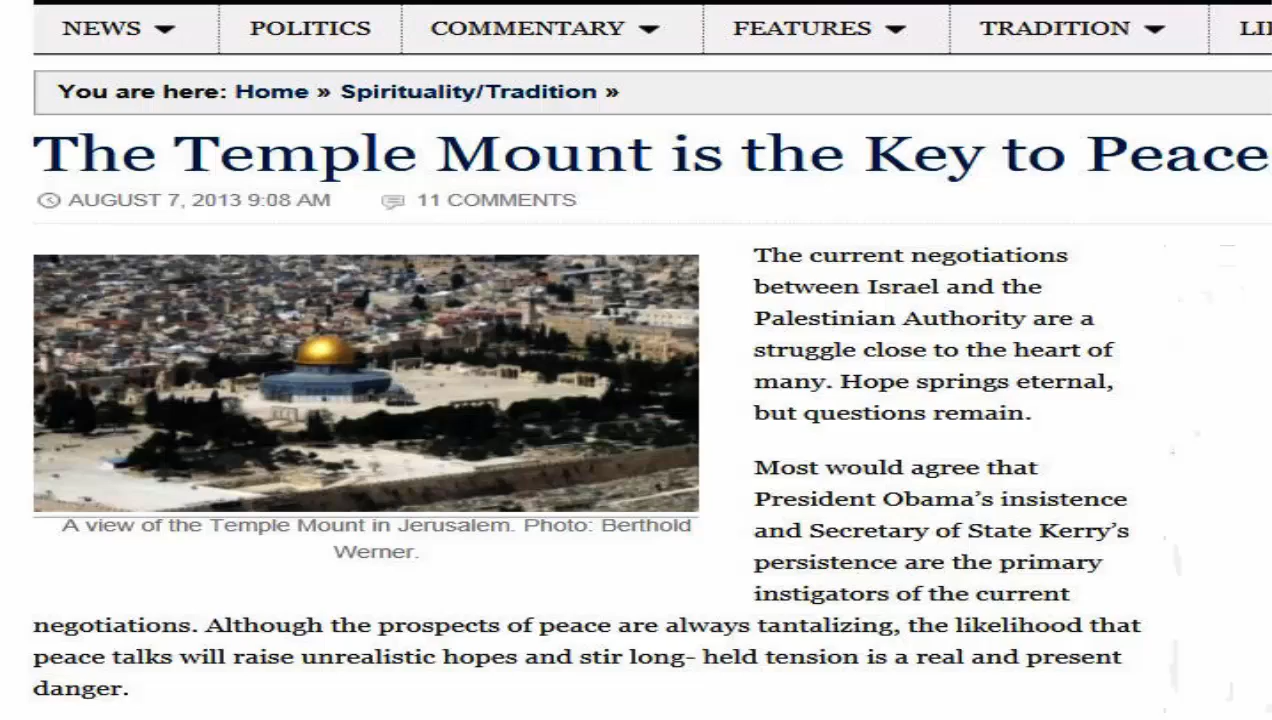 NEWS POLITICS COMMENTARY FEATURES TRADITION LI
You are here: Home » Spirituality/Tradition »
The Temple Mount is the Key to Peace
AUGUST 7, 2013 9:08 AM 11 COMMENTS
A view of the Temple Mount in Jerusalem. Photo: Berthold
Werner.
The current negotiations
between Israel and the
Palestinian Authority are a
struggle close to the heart of
many. Hope springs eternal,
but questions remain.
Most would agree that
President Obama’s insistence
and Secretary of State Kerry’s
persistence are the primary
instigators of the current
negotiations. Although the prospects of peace are always tantalizing, the likelihood that
peace talks will raise unrealistic hopes and stir long- held tension is a real and present
danger.